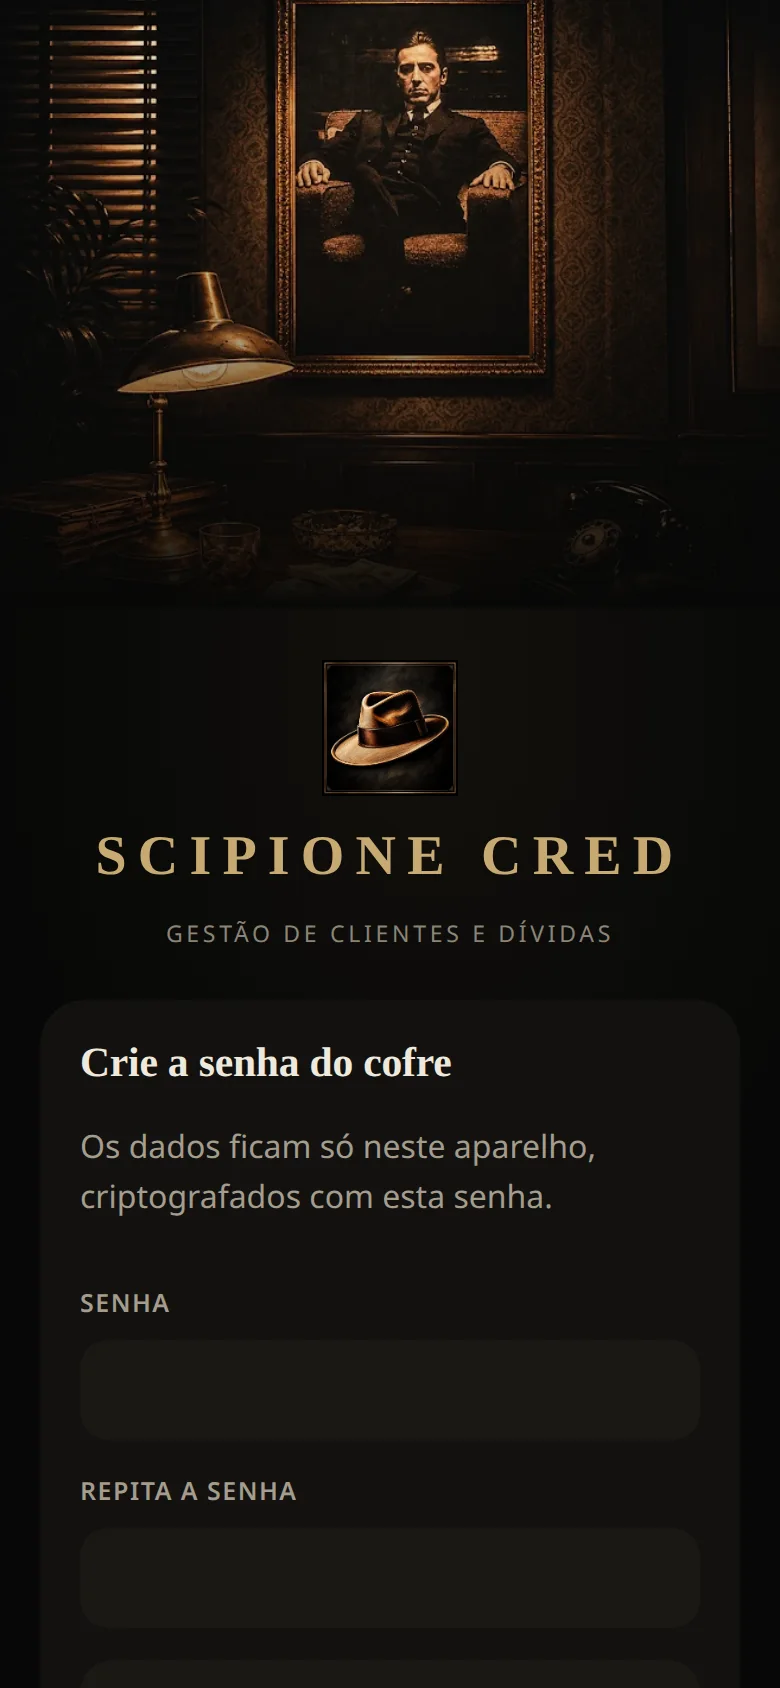 SCIPIONE CRED
GESTÃO DE CLIENTES E DÍVIDAS
Crie a senha do cofre
Os dados ficam só neste aparelho,
criptografados com esta senha.
SENHA
REPITA A SENHA